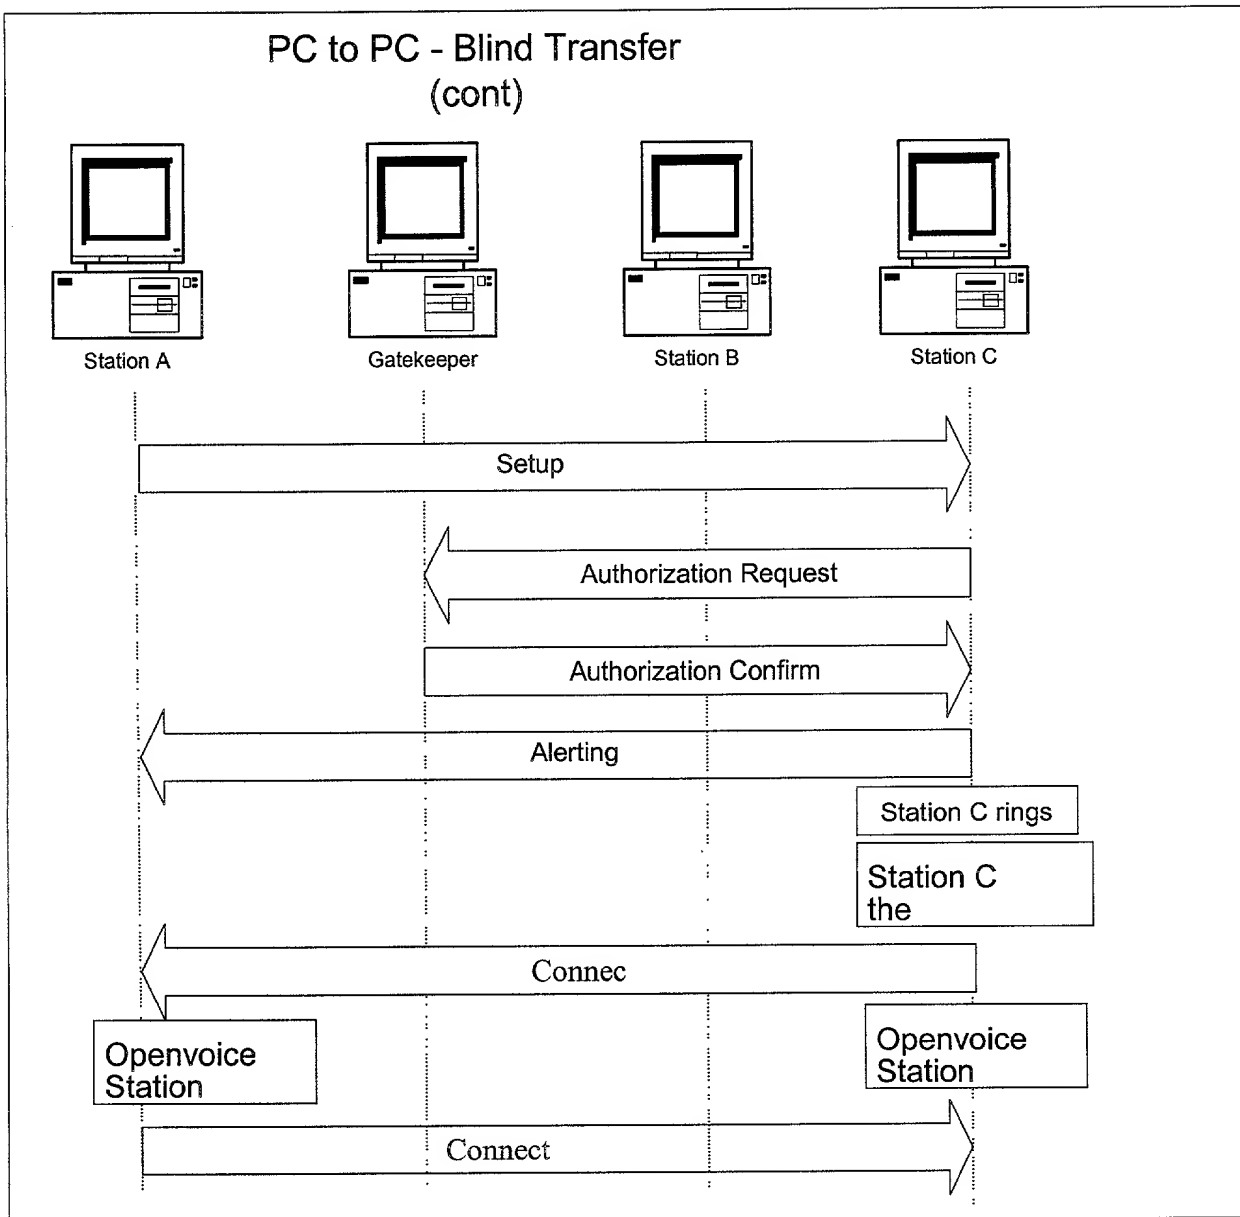 PC to PC - Blind Transfer
(cont)
Station A
Gatekeeper
Station B
Station C
Setup
Authorization Request
Authorization Confirm
Alerting
Station C rings
Station C
the
Connec
Openvoice
Station
Openvoice
Station
Connect